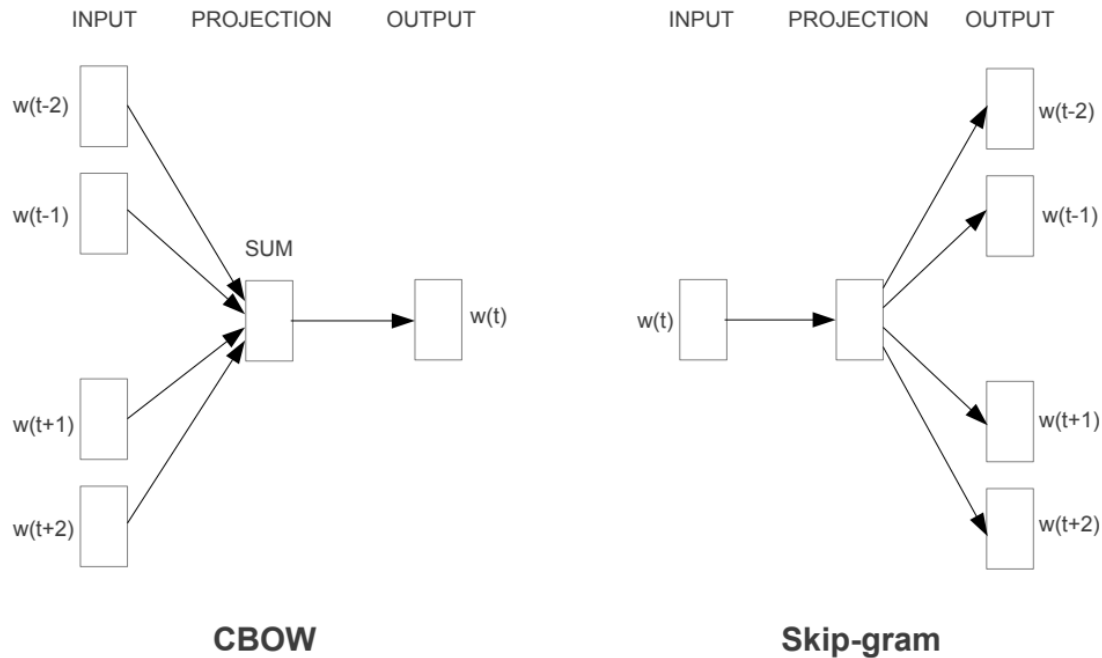 INPUT PROJECTION OUTPUT
w(t-2)
w(t-1)
SUM
w(t)
w(t+1)
w(t+2)
CBOW
INPUT PROJECTION OUTPUT
w(t-2)
w(t-1)
w(t)
w(t+1)
w(t+2)
Skip-gram